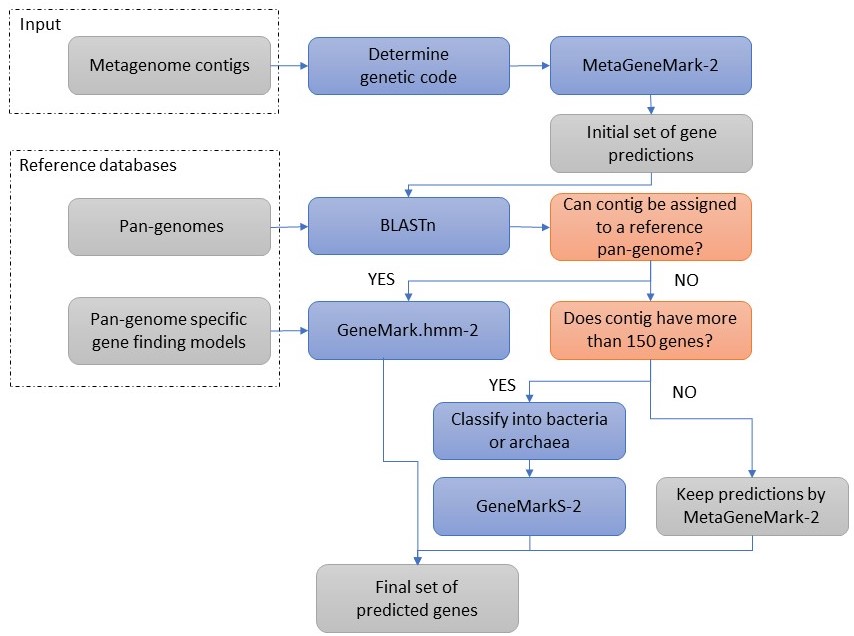 Input
Metagenome contigs
Determine
genetic code
MetaGeneMark-2
Initial set of gene
predictions
Reference databases
Pan-genomes
BLASTn
Can contig be assigned
to a reference
pan-genome?
YES
NO
Pan-genome specific
gene finding models
GeneMark.hmm-2
Does contig have more
than 150 genes?
YES
NO
Classify into bacteria
or archaea
GeneMarkS-2
Keep predictions by
MetaGeneMark-2
Final set of
predicted genes